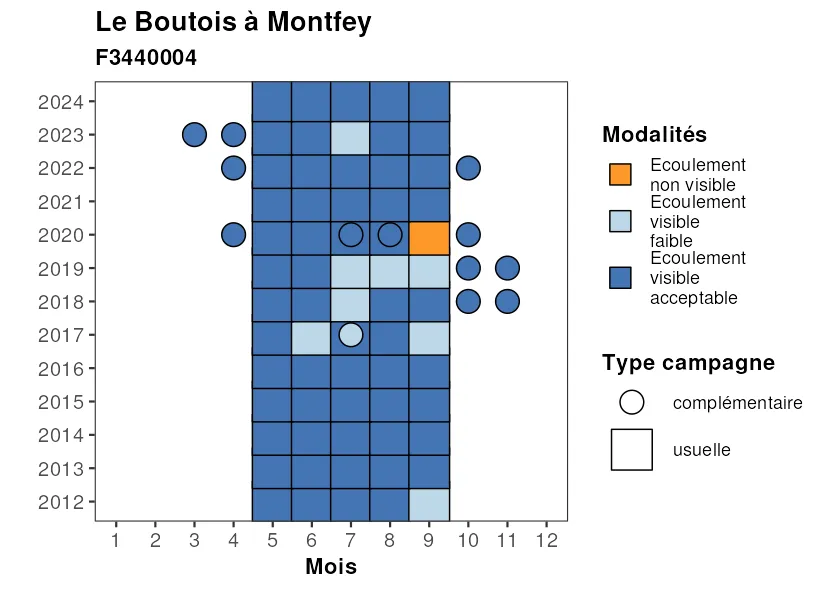 Le Boutois à Montfey
F3440004
2024
2023
2022
2021
2020
2019
2018
2017
2016
2015
2014
2013
2012
1 2 3 4 5 6 7 8 9 10 11 12
Mois
Modalités
Ecoulement
non visible
Ecoulement
visible
faible
Ecoulement
visible
acceptable
Type campagne
complémentaire
usuelle